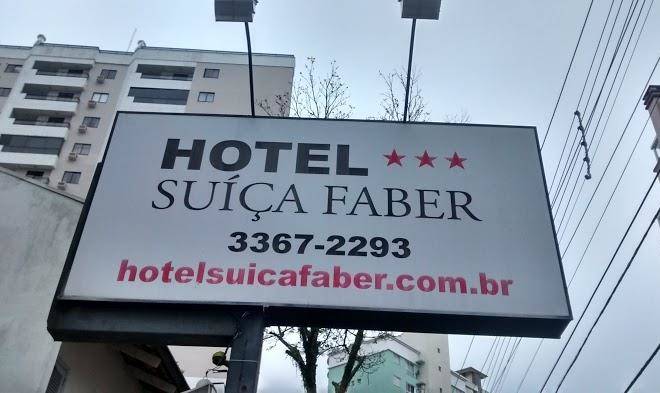 HOTEL ★★★
SUÍÇA FABER
3367-2293
hotelsuicafaber.com.br